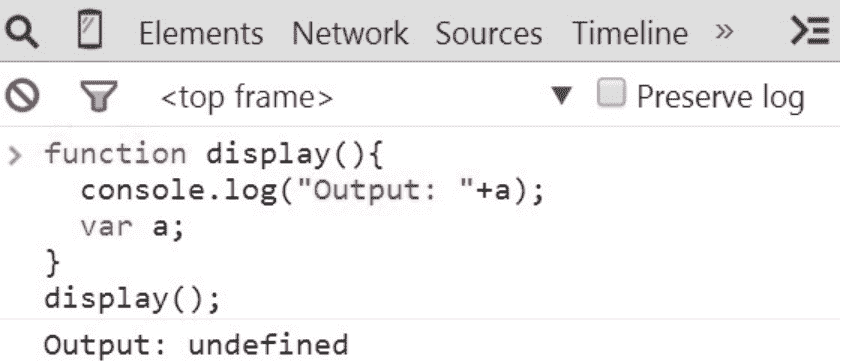 Elements Network Sources Timeline »
<top frame> ▼ Preserve log
> function display(){
  console.log("Output: "+a);
  var a;
}
display();
Output: undefined